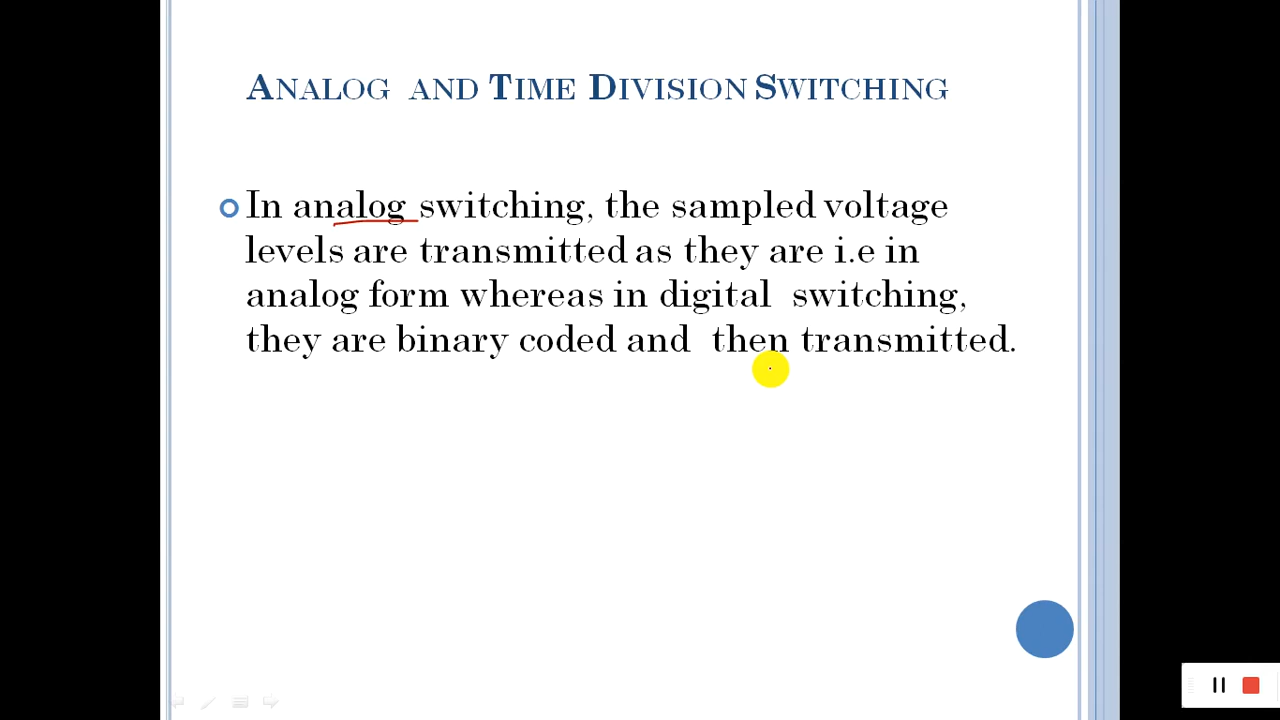 ANALOG AND TIME DIVISION SWITCHING
In analog switching, the sampled voltage
levels are transmitted as they are i.e in
analog form whereas in digital switching,
they are binary coded and then transmitted.